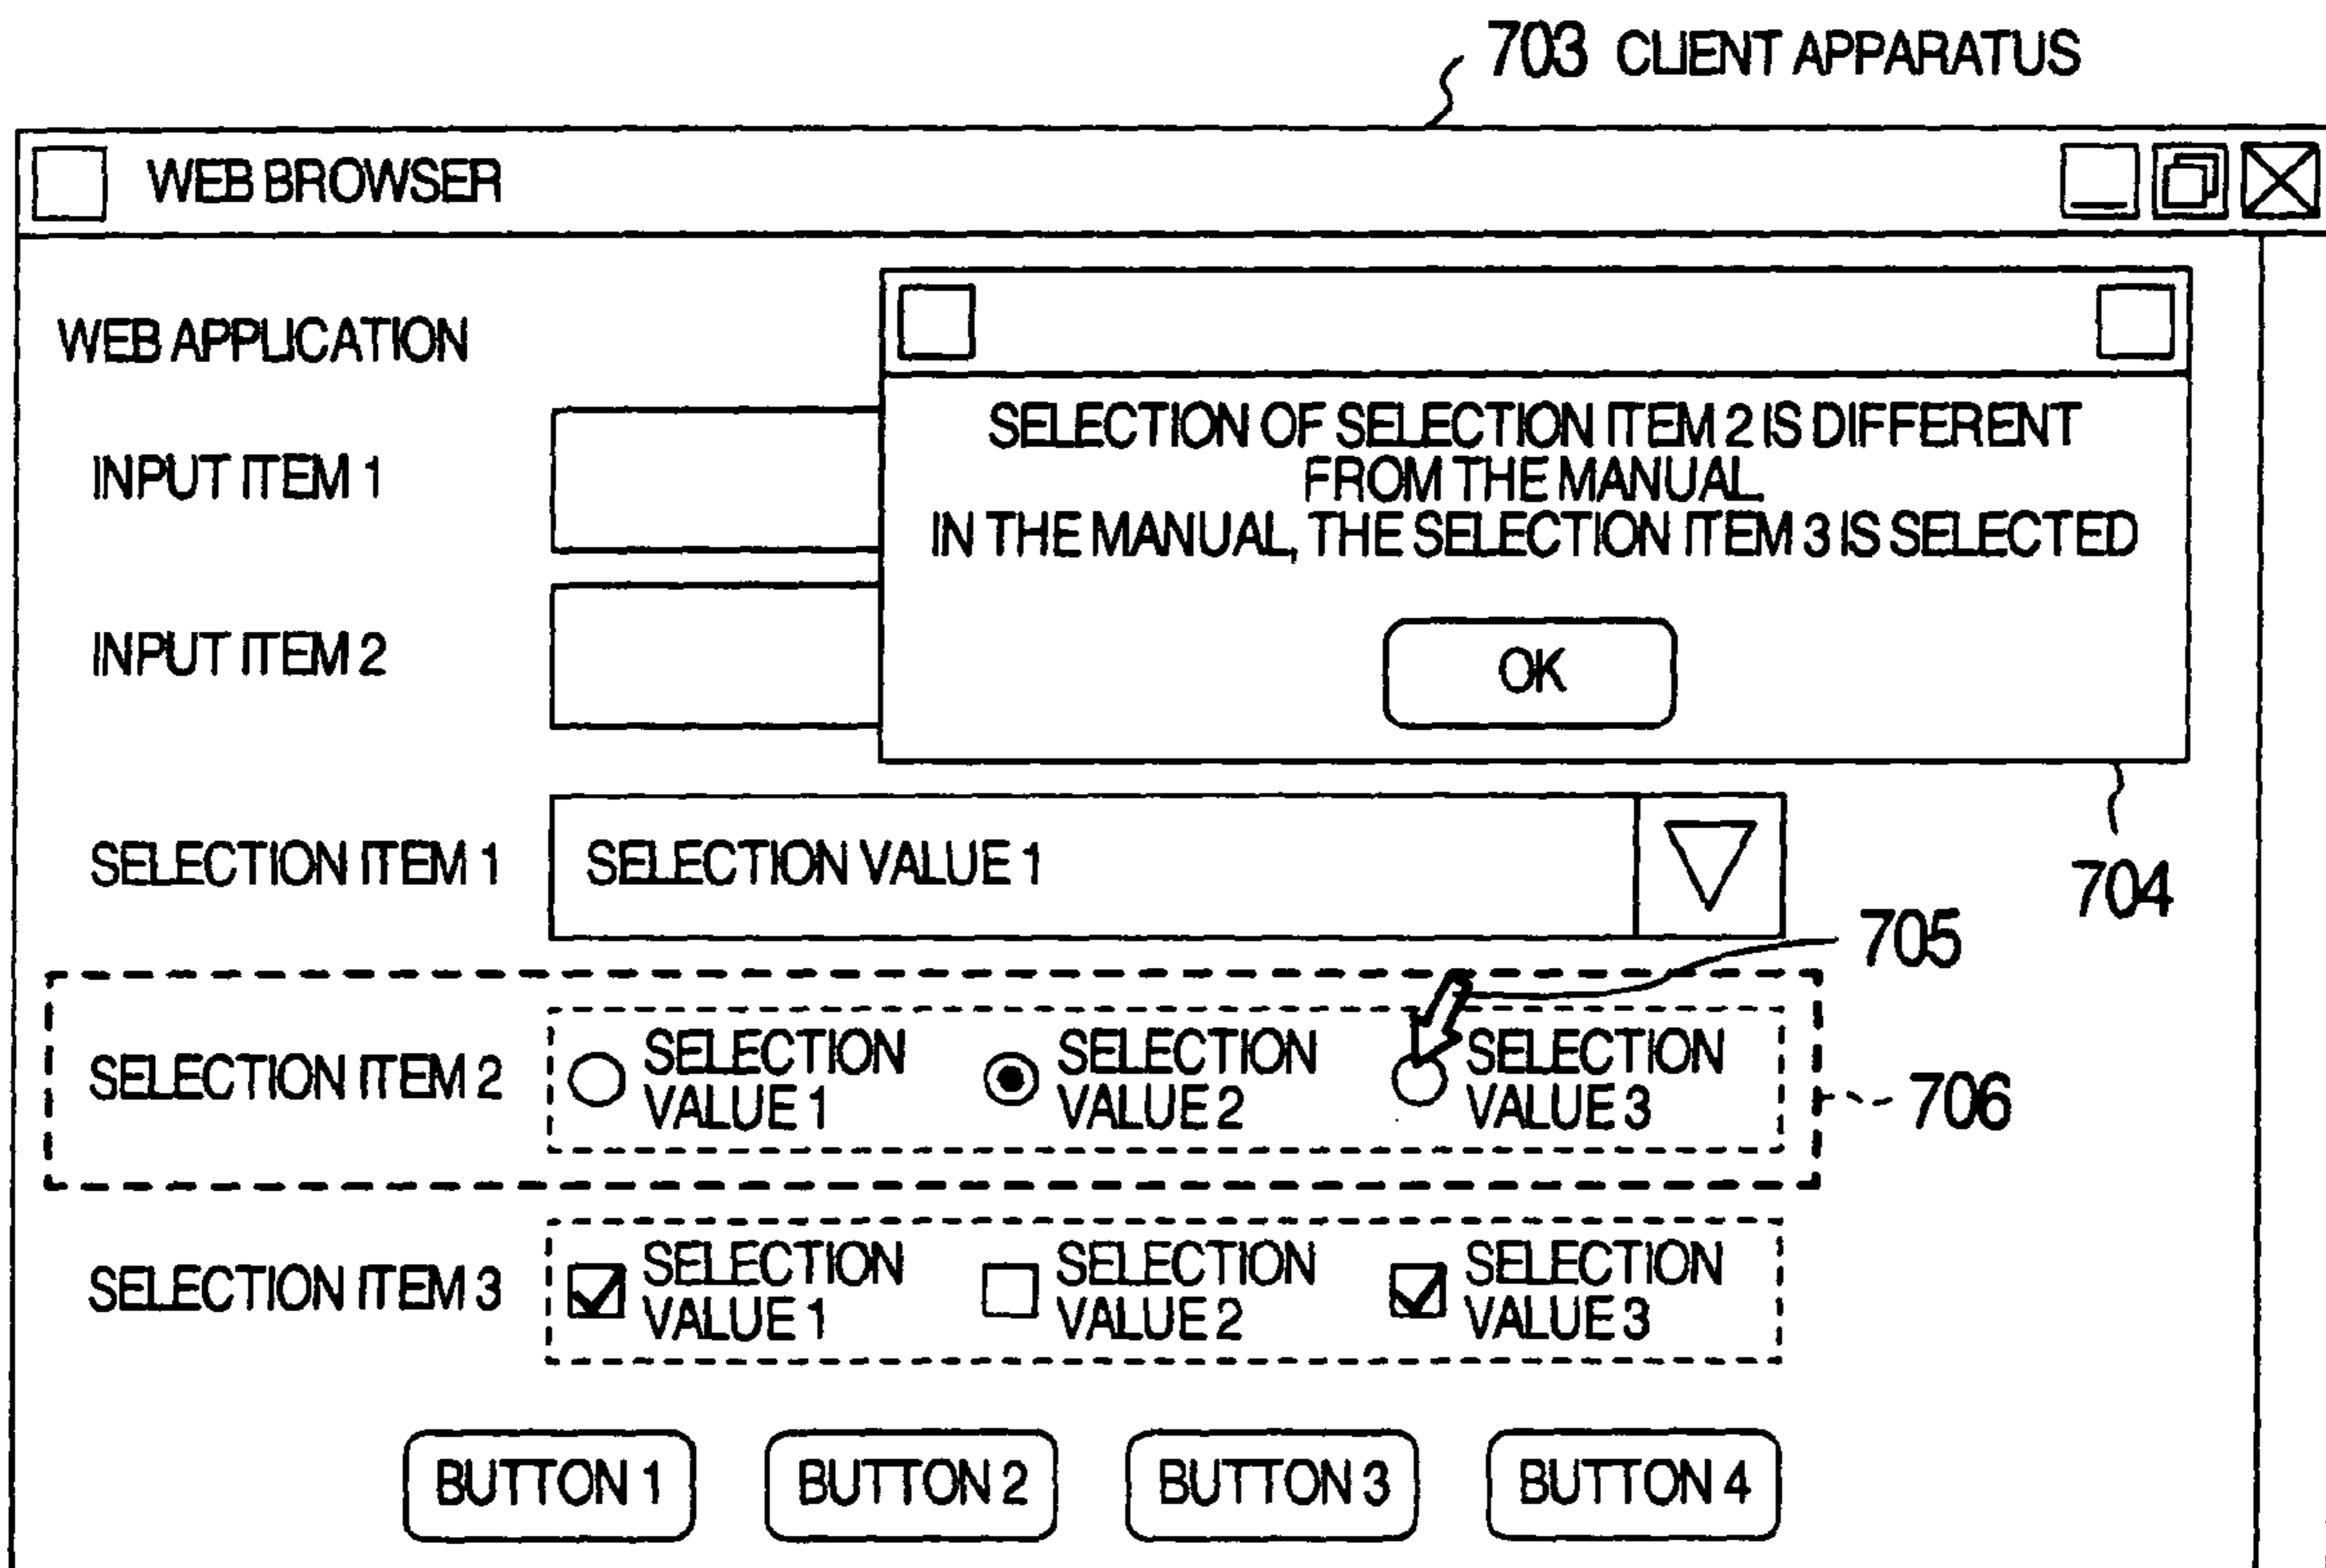 703 CLIENT APPARATUS
WEB BROWSER
WEB APPLICATION
SELECTION OF SELECTION ITEM 2 IS DIFFERENT
FROM THE MANUAL.
IN THE MANUAL, THE SELECTION ITEM 3 IS SELECTED
OK
704
INPUT ITEM 1
INPUT ITEM 2
SELECTION ITEM 1
SELECTION VALUE 1
705
SELECTION ITEM 2
SELECTION
VALUE 1
SELECTION
VALUE 2
SELECTION
VALUE 3
706
SELECTION ITEM 3
SELECTION
VALUE 1
SELECTION
VALUE 2
SELECTION
VALUE 3
BUTTON 1
BUTTON 2
BUTTON 3
BUTTON 4